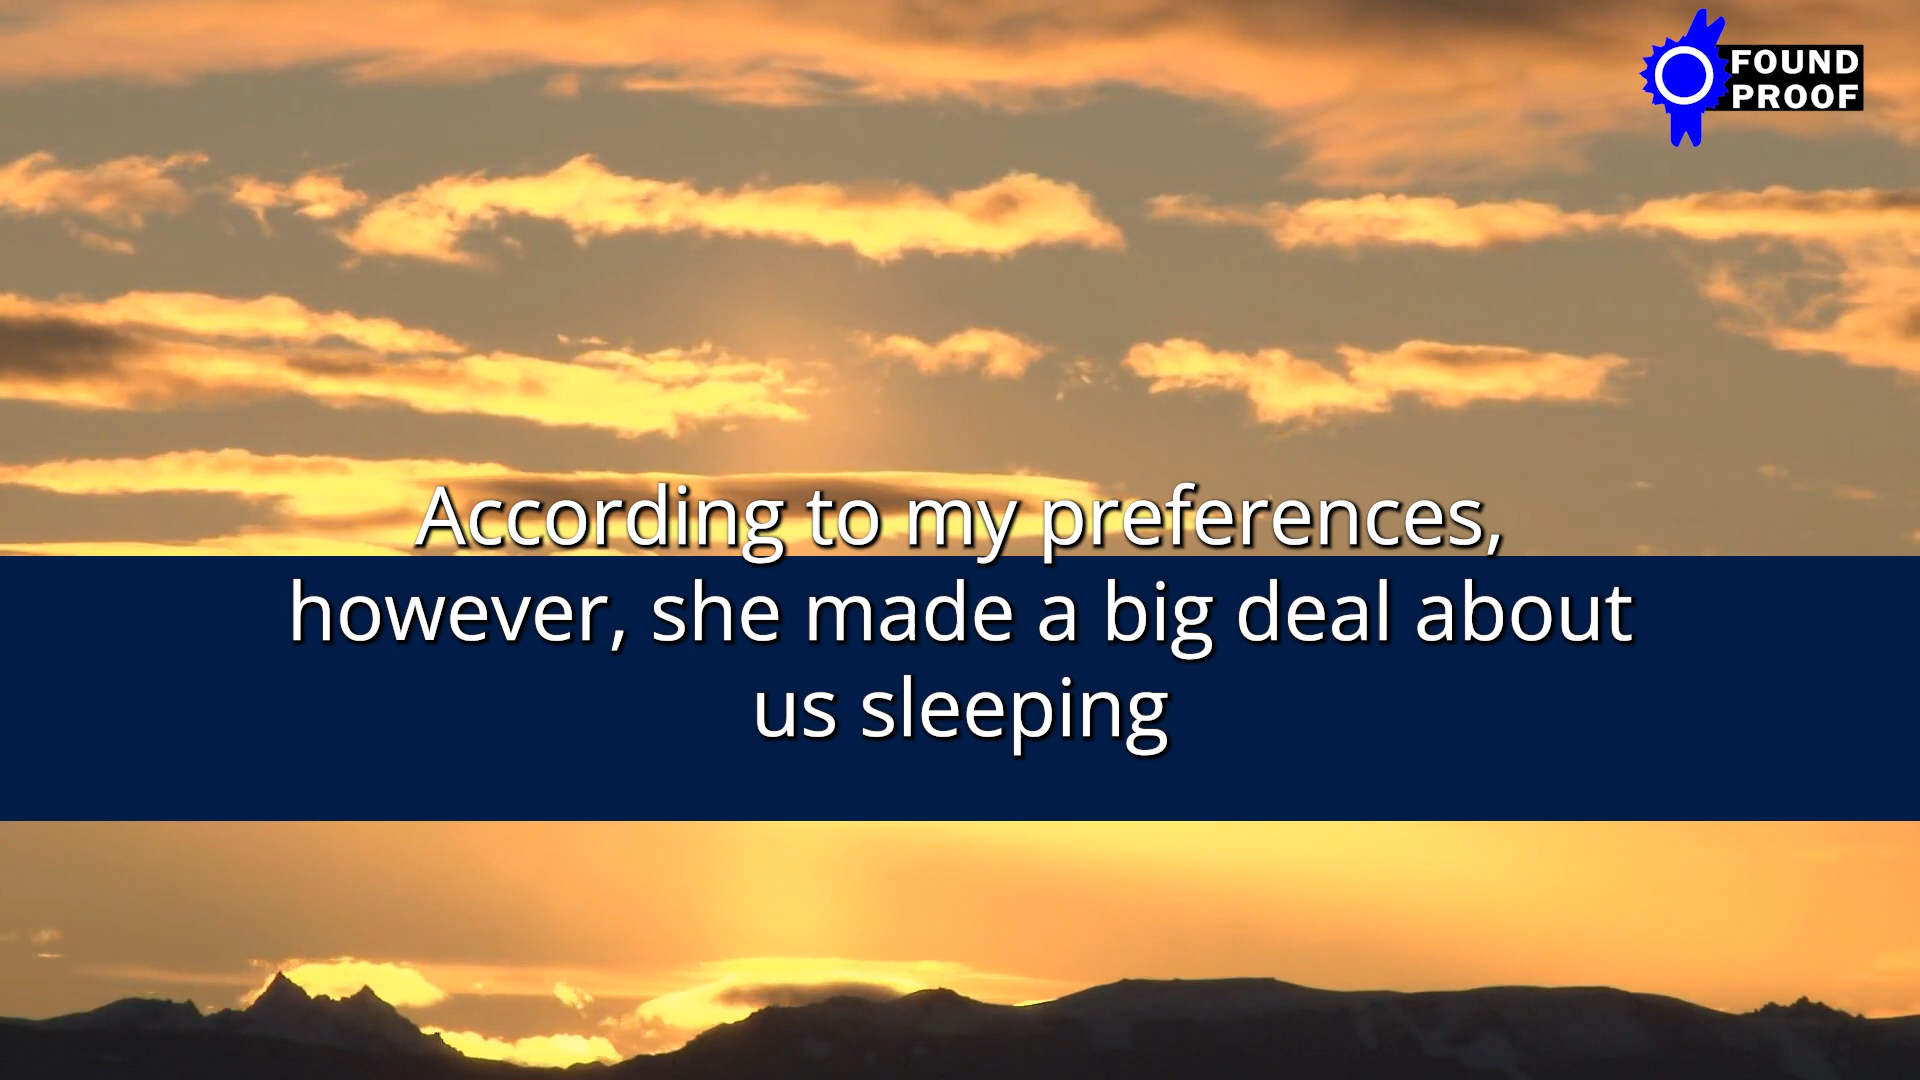 FOUND
PROOF
According to my preferences,
however, she made a big deal about
us sleeping